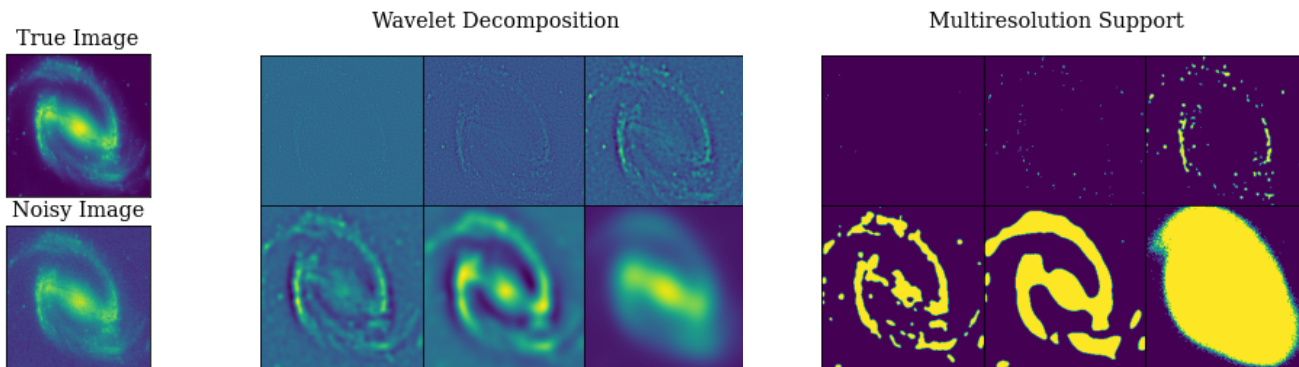 Wavelet Decomposition
Multiresolution Support
True Image
Noisy Image